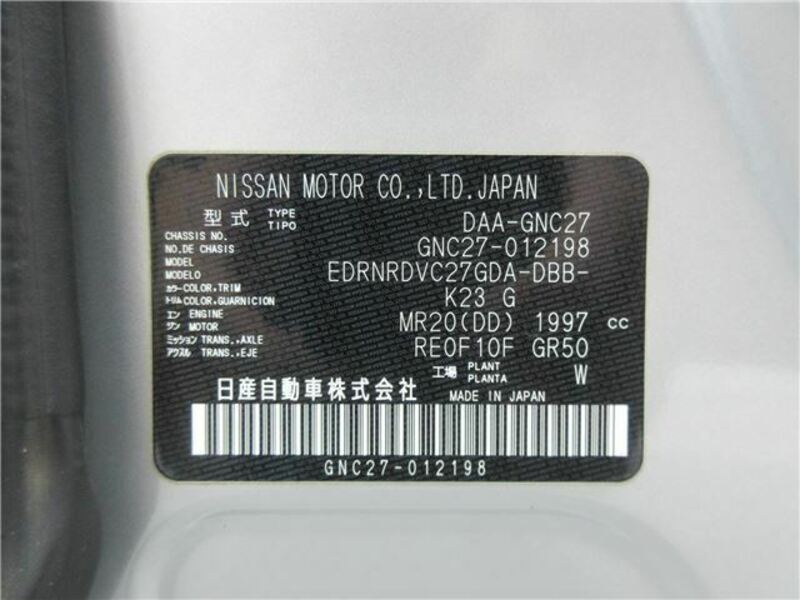 NISSAN MOTOR CO.,LTD.JAPAN
型式 TYPE TIPO DAA-GNC27
CHASSIS NO. NO.DE CHASIS GNC27-012198
MODEL MODELO EDRNRDVC27GDA-DBB-
カラー COLOR,TRIM
トリム COLOR,GUARNICION K23 G
エン ENGINE
ジン MOTOR MR20(DD) 1997 CC
ミッション TRANS.,AXLE
アクスル TRANS.,EJE RE0F10F GR50
工場 PLANT PLANTA W
日産自動車株式会社 MADE IN JAPAN
GNC27-012198